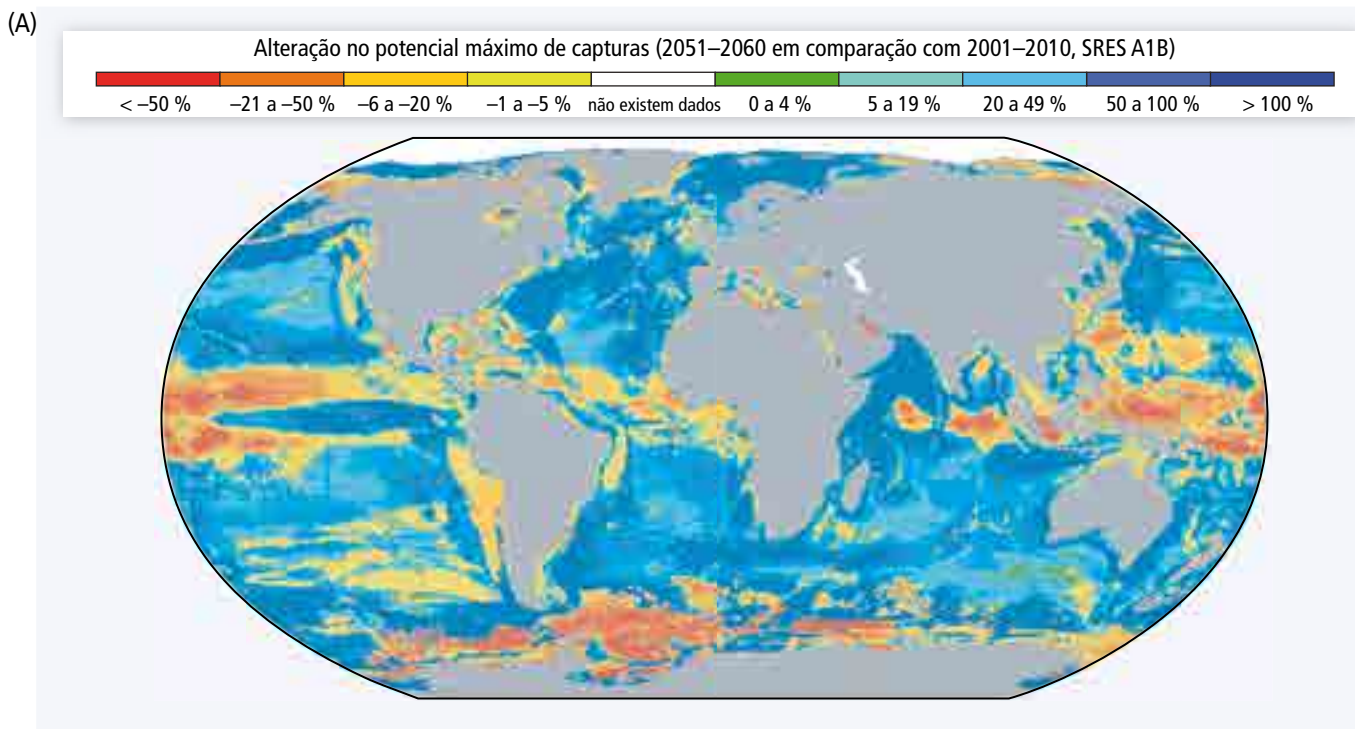 (A)
Alteração no potencial máximo de capturas (2051–2060 em comparação com 2001–2010, SRES A1B)
< –50 % –21 a –50 % –6 a –20 % –1 a –5 % não existem dados 0 a 4 % 5 a 19 % 20 a 49 % 50 a 100 % > 100 %